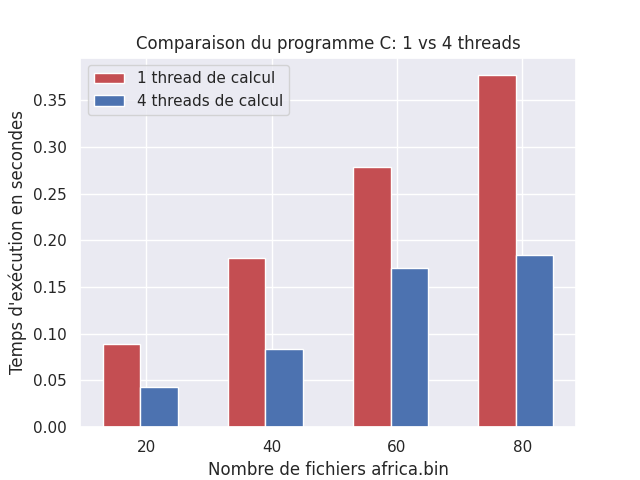 Comparaison du programme C: 1 vs 4 threads
1 thread de calcul
4 threads de calcul
Temps d'exécution en secondes
0.35
0.30
0.25
0.20
0.15
0.10
0.05
0.00
20
40
60
80
Nombre de fichiers africa.bin